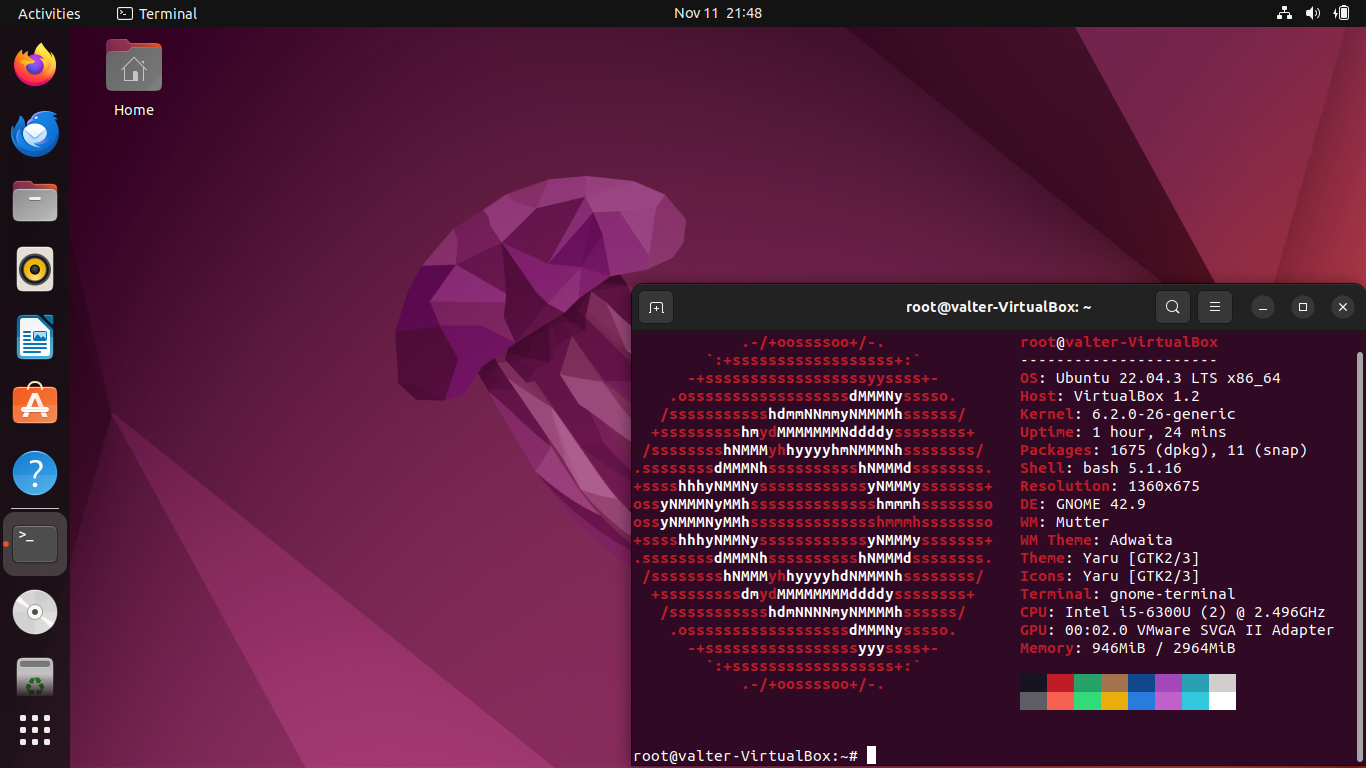 Activities
Terminal
Nov 11 21:48
Home
root@valter-VirtualBox: ~
.-/+oossssoo+/-. root@valter-VirtualBox
`:+ssssssssssssssssss+:` ----------------------
-+ssssssssssssssssssyyssss+- OS: Ubuntu 22.04.3 LTS x86_64
.ossssssssssssssssssdMMMNysssso. Host: VirtualBox 1.2
/ssssssssssshdmmNNmmyNMMMMhssssss/ Kernel: 6.2.0-26-generic
+ssssssssshmydMMMMMMMNddddyssssssss+ Uptime: 1 hour, 24 mins
/sssssssshNMMMyhhyyyyhmNMMMNhssssssss/ Packages: 1675 (dpkg), 11 (snap)
.ssssssssdMMMNhsssssssssshNMMMdssssssss. Shell: bash 5.1.16
+sssshhhyNMMNyssssssssssssyNMMMysssssss+ Resolution: 1360x675
ossyNMMMNyMMhsssssssssssssshmmmhssssssso DE: GNOME 42.9
ossyNMMMNyMMhsssssssssssssshmmmhssssssso WM: Mutter
+sssshhhyNMMNyssssssssssssyNMMMysssssss+ WM Theme: Adwaita
.ssssssssdMMMNhsssssssssshNMMMdssssssss. Theme: Yaru [GTK2/3]
/sssssssshNMMMyhhyyyyhdNMMMNhssssssss/ Icons: Yaru [GTK2/3]
+sssssssssdmydMMMMMMMMddddyssssssss+ Terminal: gnome-terminal
/ssssssssssshdmNNNNmyNMMMMhssssss/ CPU: Intel i5-6300U (2) @ 2.496GHz
.ossssssssssssssssssdMMMNysssso. GPU: 00:02.0 VMware SVGA II Adapter
-+sssssssssssssssssyyyssss+- Memory: 946MiB / 2964MiB
`:+ssssssssssssssssss+:`
.-/+oossssoo+/-.
root@valter-VirtualBox:~#